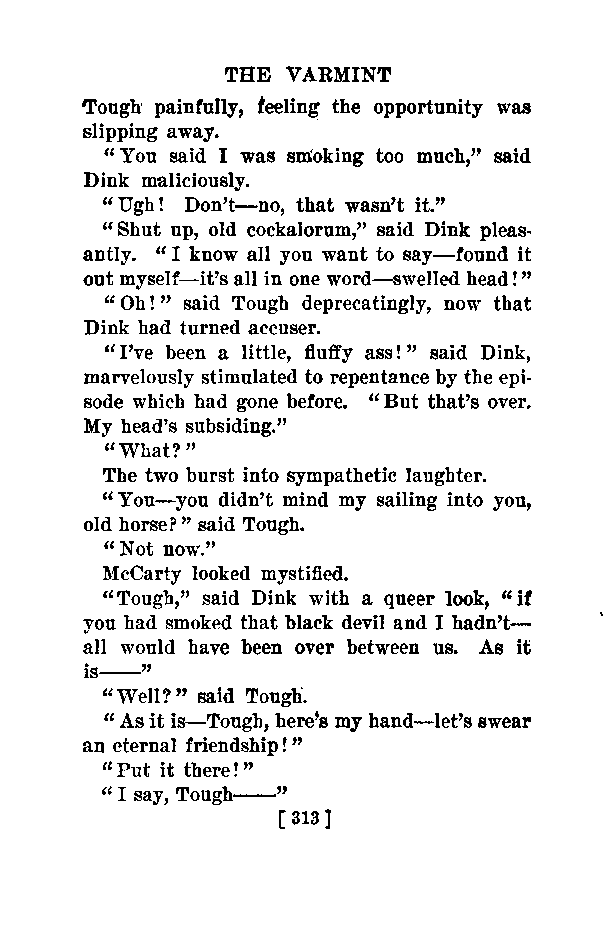 THE VARMINT
Tough painfully, feeling the opportunity was
slipping away.
“You said I was smoking too much,” said
Dink maliciously.
“Ugh! Don’t—no, that wasn’t it.”
“Shut up, old cockalorum,” said Dink pleas-
antly. “I know all you want to say—found it
out myself—it’s all in one word—swelled head!”
“Oh!” said Tough deprecatingly, now that
Dink had turned accuser.
“I’ve been a little, fluffy ass!” said Dink,
marvelously stimulated to repentance by the epi-
sode which had gone before. “But that’s over.
My head’s subsiding.”
“What?”
The two burst into sympathetic laughter.
“You—you didn’t mind my sailing into you,
old horse?” said Tough.
“Not now.”
McCarty looked mystified.
“Tough,” said Dink with a queer look, “if
you had smoked that black devil and I hadn’t—
all would have been over between us. As it
is——”
“Well?” said Tough.
“As it is—Tough, here’s my hand—let’s swear
an eternal friendship!”
“Put it there!”
“I say, Tough——”
[313]